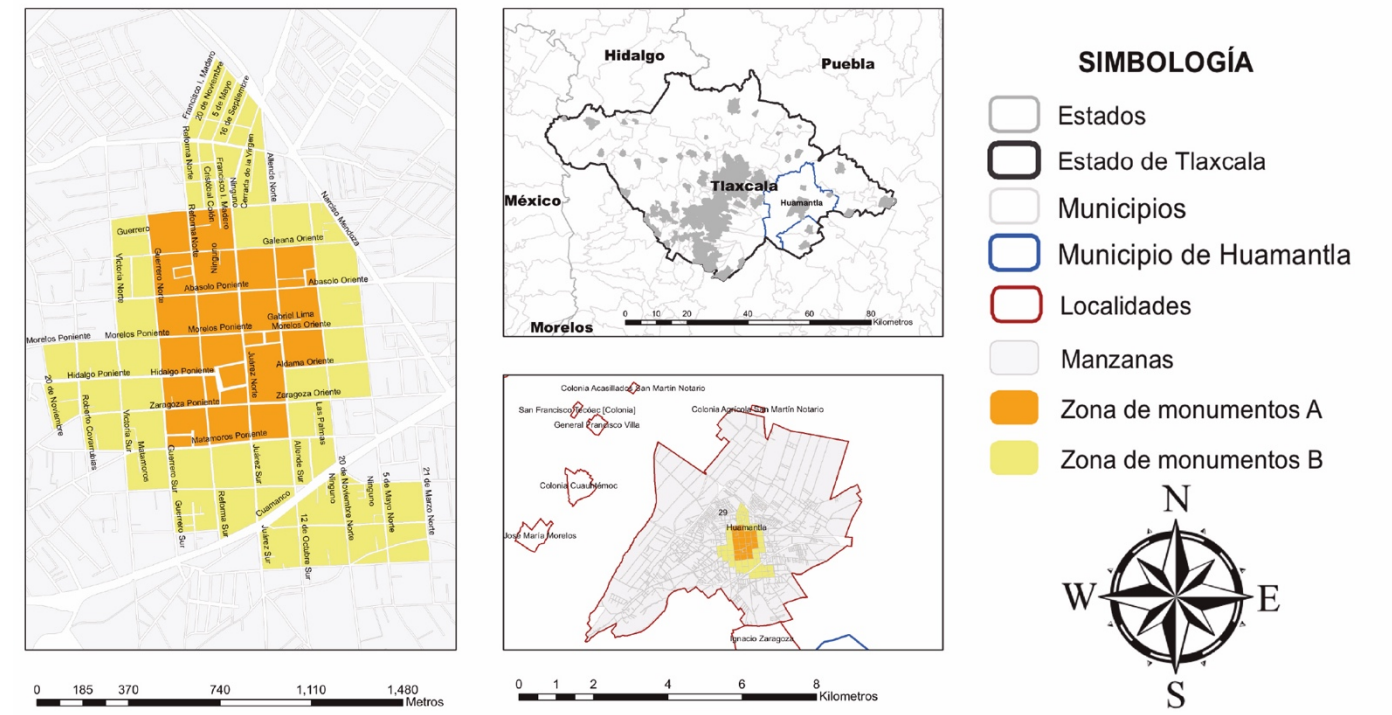 Francisco I. Madero
20 de Noviembre
5 de Mayo
16 de Septiembre
Reforma Norte
Cristóbal Colón
Francisco I. Madero
Ninguno
Cerrada de la Virgen
Allende Norte
Narciso Mendoza
Guerrero
Reforma Norte
Ninguno
Galeana Oriente
Victoria Norte
Guerrero Norte
Abasolo Poniente
Abasolo Oriente
Gabriel Lima
Morelos Poniente
Morelos Poniente
Morelos Poniente
Morelos Oriente
Hidalgo Poniente
Hidalgo Poniente
Juárez Norte
Aldama Oriente
20 de Noviembre
Roberto Covarrubias
Victoria Sur
Zaragoza Poniente
Zaragoza Oriente
Las Palmas
Matamoros
Matamoros Poniente
Guerrero Sur
Juárez Sur
Allende Sur
Guerrero Sur
Reforma Sur
Cuamanco
Ninguno
20 de Noviembre Norte
Ninguno
5 de Mayo Norte
21 de Marzo Norte
Juárez Sur
12 de Octubre Sur
0 185 370 740 1,110 1,480
Metros
Hidalgo
Puebla
México
Tlaxcala
Huamantla
Morelos
0 10 20 40 60 80
Kilometros
Colonia Acasillados San Martín Notario
San Francisco Tecóac [Colonia]
Colonia Agrícola San Martín Notario
General Francisco Villa
Colonia Cuauhtémoc
29
Huamantla
José María Morelos
Ignacio Zaragoza
0 1 2 4 6 8
Kilometros
SIMBOLOGÍA
Estados
Estado de Tlaxcala
Municipios
Municipio de Huamantla
Localidades
Manzanas
Zona de monumentos A
Zona de monumentos B
N
W E
S